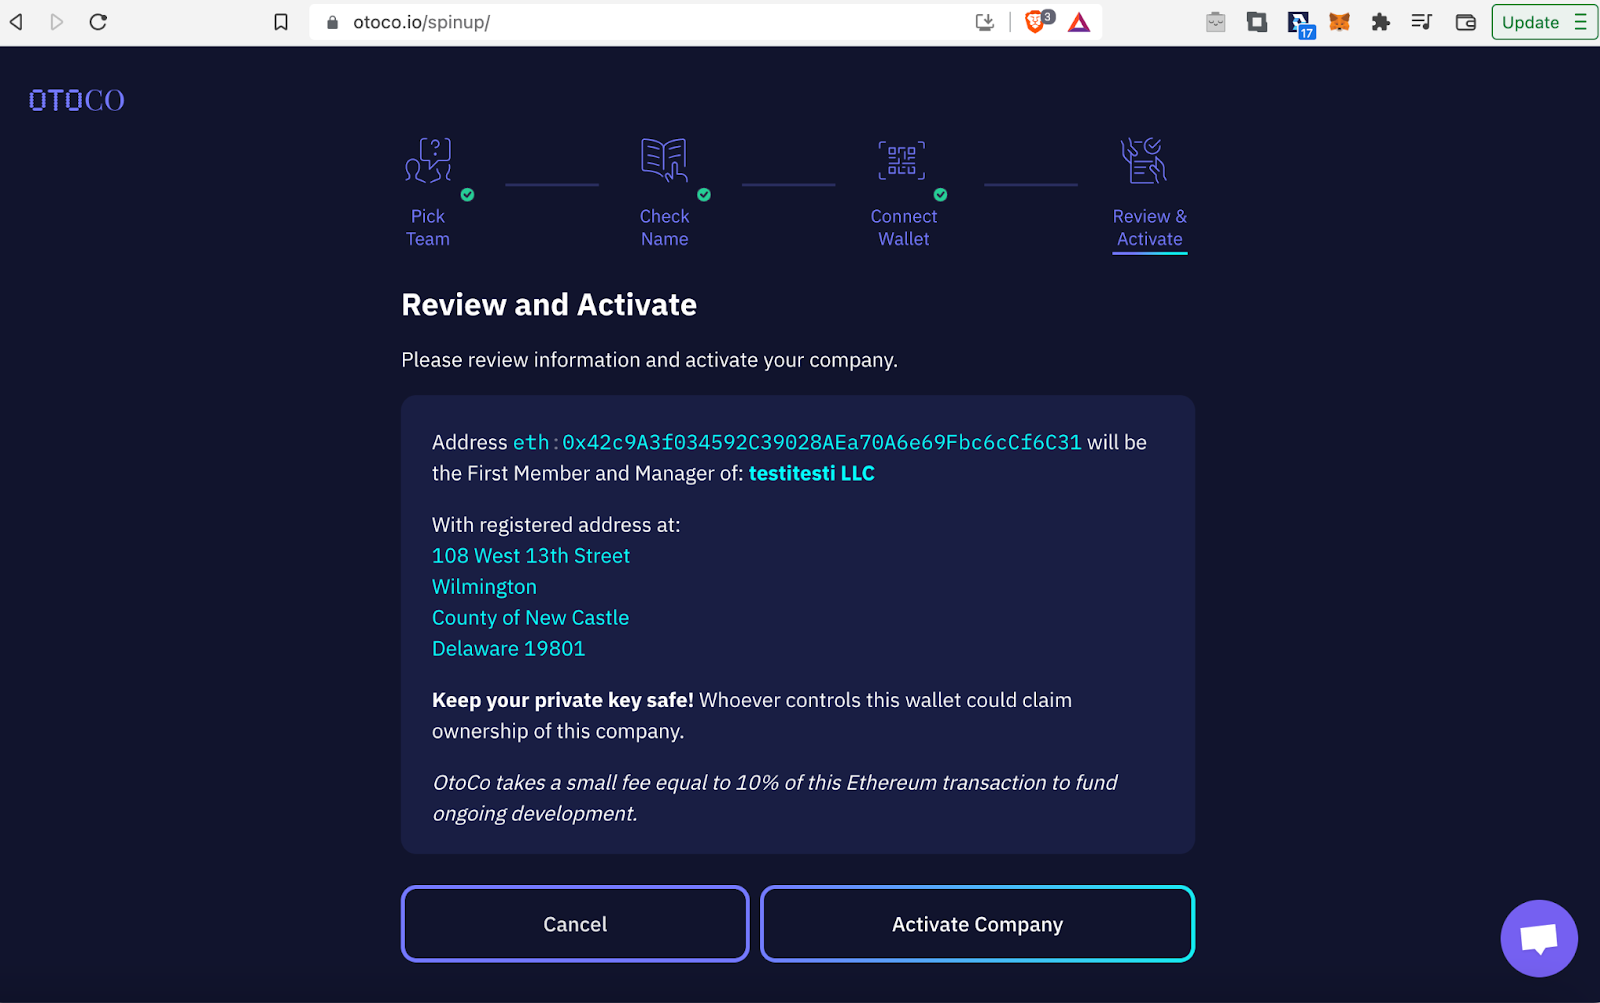 otoco.io/spinup/
3
17
Update
OTOCO
?
Pick
Team
Check
Name
Connect
Wallet
Review &
Activate
Review and Activate
Please review information and activate your company.
Address eth:0x42c9A3f034592C39028AEa70A6e69Fbc6cCf6C31 will be
the First Member and Manager of: testitesti LLC
With registered address at:
108 West 13th Street
Wilmington
County of New Castle
Delaware 19801
Keep your private key safe! Whoever controls this wallet could claim
ownership of this company.
OtoCo takes a small fee equal to 10% of this Ethereum transaction to fund
ongoing development.
Cancel
Activate Company